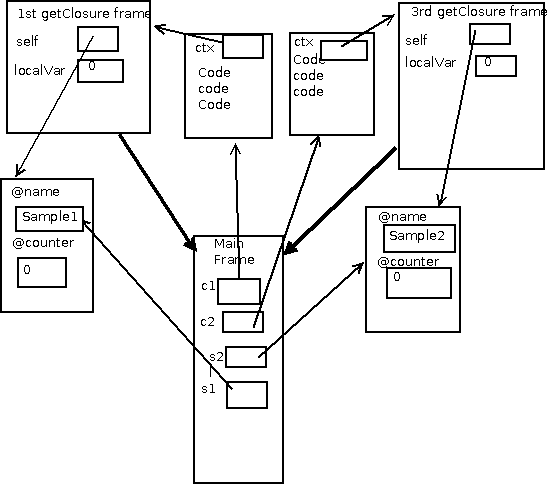 1st getClosure frame
self
localVar 0
ctx
Code
code
Code
ctx
Code
code
code
3rd getClosure frame
self
localVar 0
@name
Sample1
@counter
0
Main
Frame
c1
c2
s2
s1
@name
Sample2
@counter
0